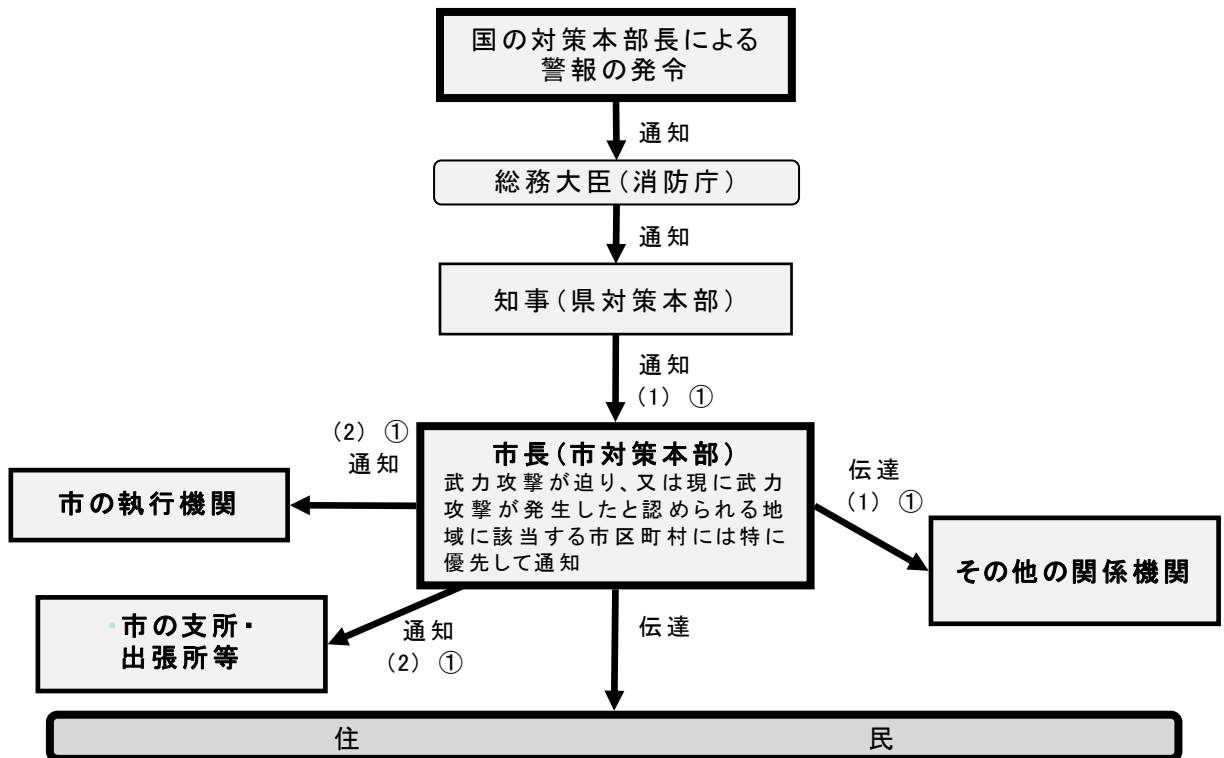 国の対策本部長による
警報の発令
通知
総務大臣(消防庁)
通知
知事(県対策本部)
通知
(1) ①
(2) ①
通知
市長(市対策本部)
武力攻撃が迫り、又は現に武力
攻撃が発生したと認められる地
域に該当する市区町村には特に
優先して通知
伝達
(1) ①
市の執行機関
その他の関係機関
・市の支所・
出張所等
通知
(2) ①
伝達
住 民